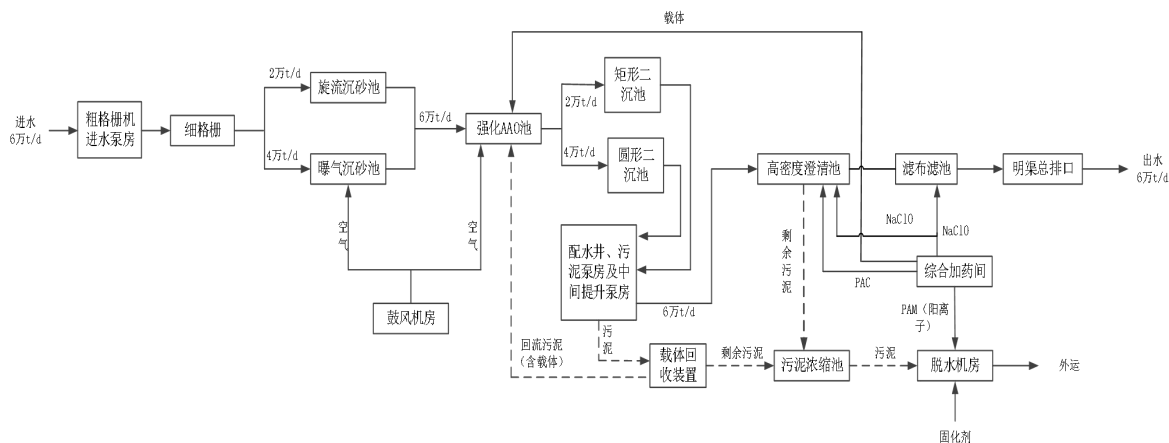 载体
进水
6万t/d
粗格栅机
进水泵房
细格栅
2万t/d
4万t/d
旋流沉砂池
曝气沉砂池
6万t/d
强化AAO池
2万t/d
4万t/d
矩形二
沉池
圆形二
沉池
高密度澄清池
滤布滤池
明渠总排口
出水
6万t/d
空气
空气
鼓风机房
配水井、污
泥泵房及中
间提升泵房
6万t/d
剩余污泥
NaClO
NaClO
PAC
综合加药间
PAM（阳离
子）
污泥
回流污泥
（含载体）
载体回
收装置
剩余污泥
污泥浓缩池
污泥
脱水机房
外运
固化剂